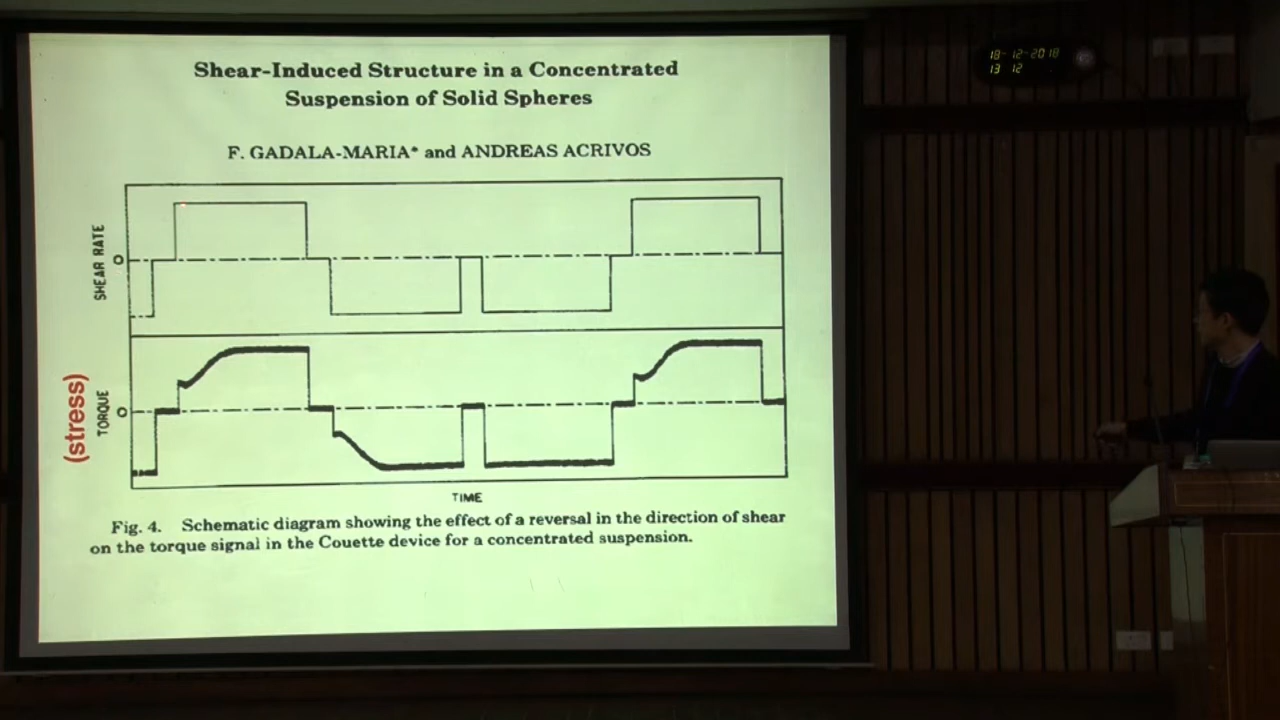 Shear-Induced Structure in a Concentrated
Suspension of Solid Spheres
F. GADALA-MARIA* and ANDREAS ACRIVOS
SHEAR RATE
0
(stress)
TORQUE
0
TIME
Fig. 4. Schematic diagram showing the effect of a reversal in the direction of shear
on the torque signal in the Couette device for a concentrated suspension.
18-12-2018
13 12